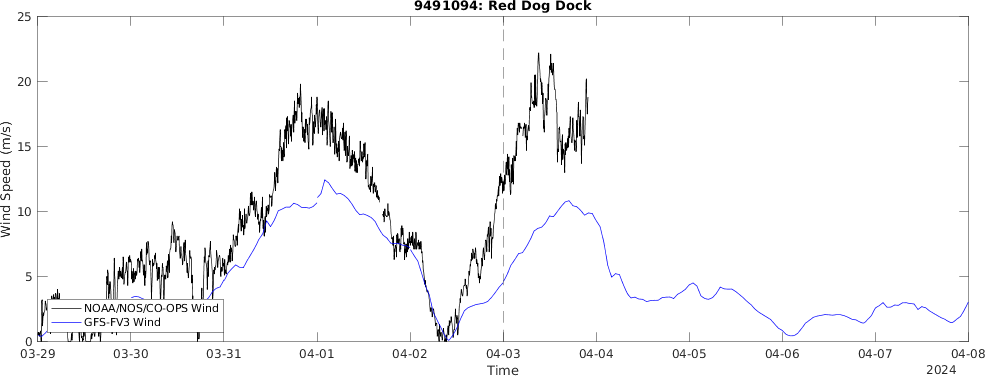 9491094: Red Dog Dock
25
20
15
10
5
0
Wind Speed (m/s)
NOAA/NOS/CO-OPS Wind
GFS-FV3 Wind
03-29 03-30 03-31 04-01 04-02 04-03 04-04 04-05 04-06 04-07 04-08
Time
2024